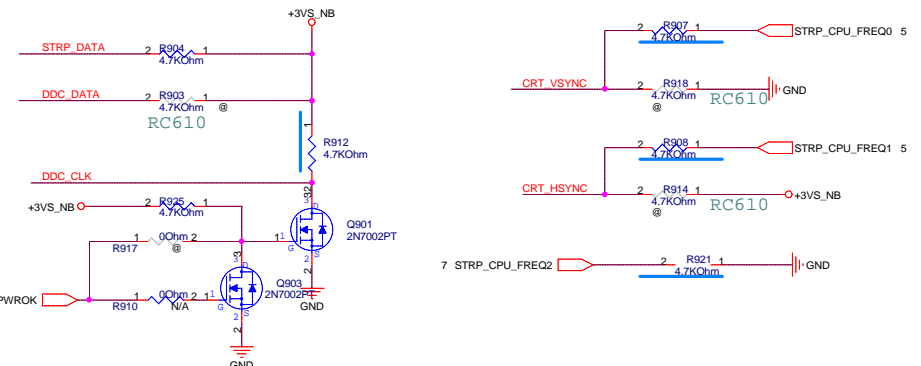 +3VS_NB
STRP_DATA
2 R904 1
4.7KOhm
DDC_DATA
2 R903 1
4.7KOhm
@
RC610
1
R912
4.7KOhm
DDC_CLK
3 2
3 D
+3VS_NB
2 R925 1
4.7KOhm
Q901
2N7002PT
1
G
S
2
2
GND
1 0Ohm 2
R917
@
3
3 D
Q903
2N7002PT
PWROK
1 0Ohm 2
R910
N/A
1
G
S
2
2
GND
2 R907 1
4.7KOhm
STRP_CPU_FREQ0 5
CRT_VSYNC
2 R918 1
4.7KOhm
@
RC610
GND
2 R908 1
4.7KOhm
STRP_CPU_FREQ1 5
CRT_HSYNC
2 R914 1
4.7KOhm
@
RC610
+3VS_NB
7 STRP_CPU_FREQ2
2 R921 1
4.7KOhm
GND